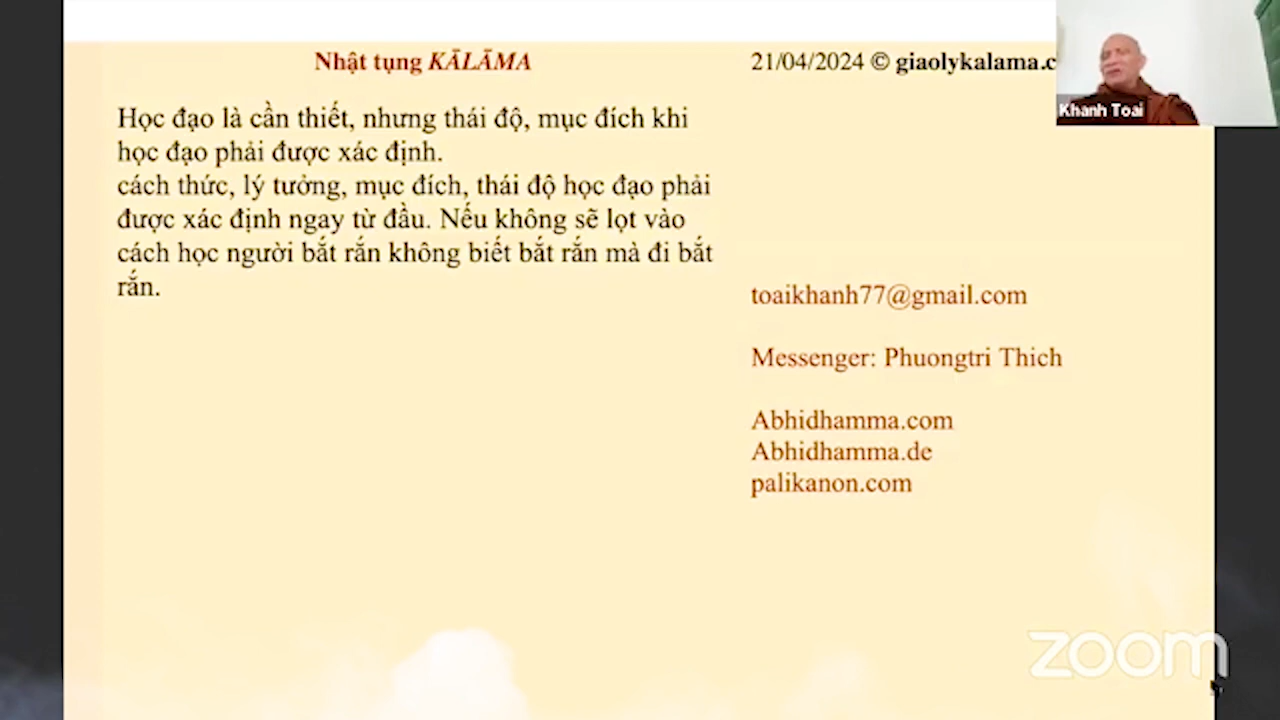 Nhật tụng KĀLĀMA
21/04/2024 © giaolykalama.c
Khanh Toai
Học đạo là cần thiết, nhưng thái độ, mục đích khi
học đạo phải được xác định.
cách thức, lý tưởng, mục đích, thái độ học đạo phải
được xác định ngay từ đầu. Nếu không sẽ lọt vào
cách học người bắt rắn không biết bắt rắn mà đi bắt
rắn.
toaikhanh77@gmail.com
Messenger: Phuongtri Thich
Abhidhamma.com
Abhidhamma.de
palikanon.com
zoom